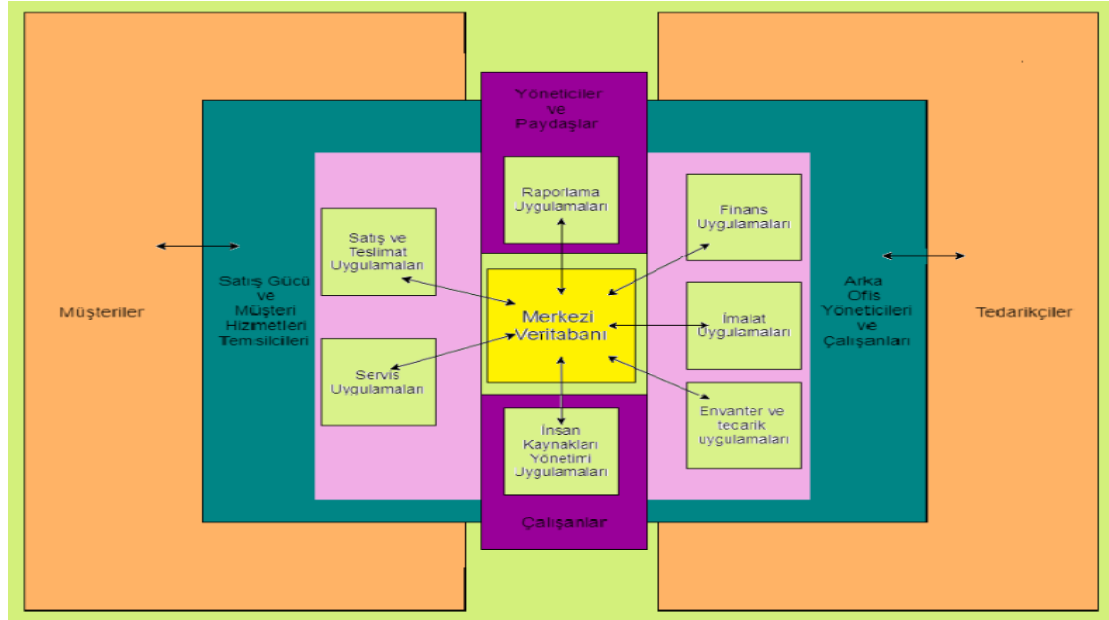 Yöneticiler
ve
Paydaşlar
Raporlama
Uygulamaları
Finans
Uygulamaları
Satış ve
Teslimat
Uygulamaları
Müşteriler
Satış Gücü
ve
Müşteri
Hizmetleri
Temsilcileri
Merkezi
Veritabanı
İmalat
Uygulamaları
Arka
Ofis
Yöneticileri
ve
Çalışanları
Tedarikçiler
Servis
Uygulamaları
Envanter ve
tecarik
uygulamaları
İnsan
Kaynakları
Yönetimi
Uygulamaları
Çalışanlar